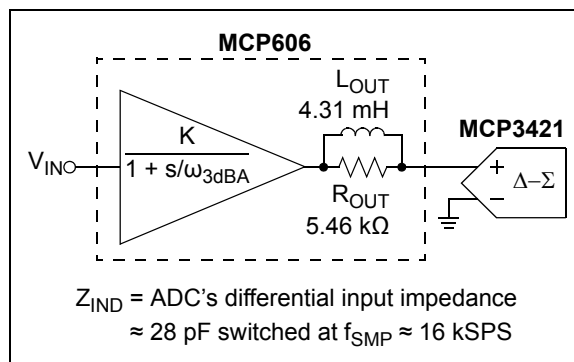 MCP606
L_OUT
4.31 mH
MCP3421
K
1 + s/ω_3dBA
V_IN
+
Δ–Σ
–
R_OUT
5.46 kΩ
Z_IND = ADC's differential input impedance
≈ 28 pF switched at f_SMP ≈ 16 kSPS